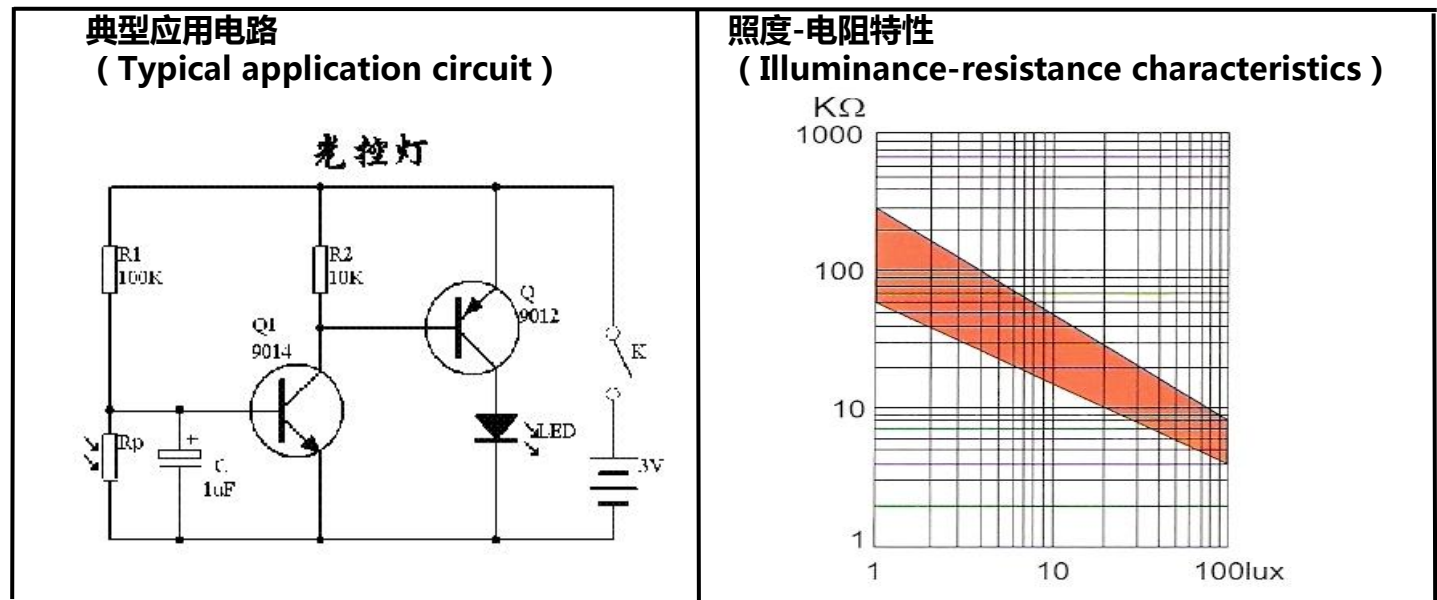 典型应用电路
（Typical application circuit）
光控灯
R1
100K
R2
10K
Q
9012
Q1
9014
K
Rp
+
C
1uF
LED
3V
照度-电阻特性
（Illuminance-resistance characteristics）
KΩ
1000
100
10
1
1
10
100lux